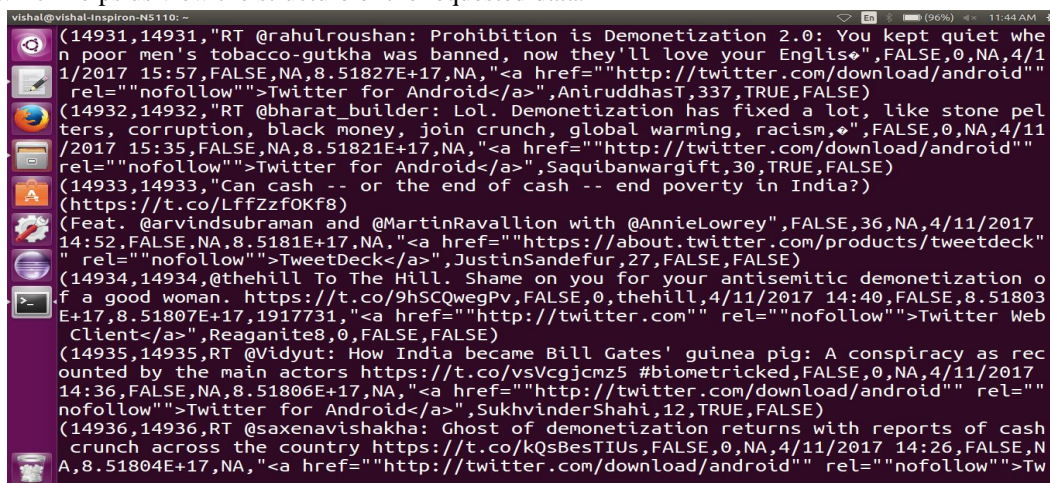 vishal@vishal-Inspiron-N5110: ~
En (96%) 11:44 AM
(14931,14931,"RT @rahulroushan: Prohibition is Demonetization 2.0: You kept quiet whe
n poor men's tobacco-gutkha was banned, now they'll love your Englis�",FALSE,0,NA,4/1
1/2017 15:57,FALSE,NA,8.51827E+17,NA,"<a href=""http://twitter.com/download/android""
 rel=""nofollow"">Twitter for Android</a>",AniruddhasT,337,TRUE,FALSE)
(14932,14932,"RT @bharat_builder: Lol. Demonetization has fixed a lot, like stone pel
ters, corruption, black money, join crunch, global warming, racism,�",FALSE,0,NA,4/11
/2017 15:35,FALSE,NA,8.51821E+17,NA,"<a href=""http://twitter.com/download/android""
rel=""nofollow"">Twitter for Android</a>",Saquibanwargift,30,TRUE,FALSE)
(14933,14933,"Can cash -- or the end of cash -- end poverty in India?)
(https://t.co/LffZzfOKf8)
(Feat. @arvindsubraman and @MartinRavallion with @AnnieLowrey",FALSE,36,NA,4/11/2017
14:52,FALSE,NA,8.5181E+17,NA,"<a href=""https://about.twitter.com/products/tweetdeck"
" rel=""nofollow"">TweetDeck</a>",JustinSandefur,27,FALSE,FALSE)
(14934,14934,@thehill To The Hill. Shame on you for your antisemitic demonetization o
f a good woman. https://t.co/9hSCQwegPv,FALSE,0,thehill,4/11/2017 14:40,FALSE,8.51803
E+17,8.51807E+17,1917731,"<a href=""http://twitter.com"" rel=""nofollow"">Twitter Web
 Client</a>",Reaganite8,0,FALSE,FALSE)
(14935,14935,RT @Vidyut: How India became Bill Gates' guinea pig: A conspiracy as rec
ounted by the main actors https://t.co/vsVcgjcmz5 #biometricked,FALSE,0,NA,4/11/2017
14:36,FALSE,NA,8.51806E+17,NA,"<a href=""http://twitter.com/download/android"" rel=""
nofollow"">Twitter for Android</a>",SukhvinderShahi,12,TRUE,FALSE)
(14936,14936,RT @saxenavishakha: Ghost of demonetization returns with reports of cash
 crunch across the country https://t.co/kQsBesTIUs,FALSE,0,NA,4/11/2017 14:26,FALSE,N
A,8.51804E+17,NA,"<a href=""http://twitter.com/download/android"" rel=""nofollow"">Tw